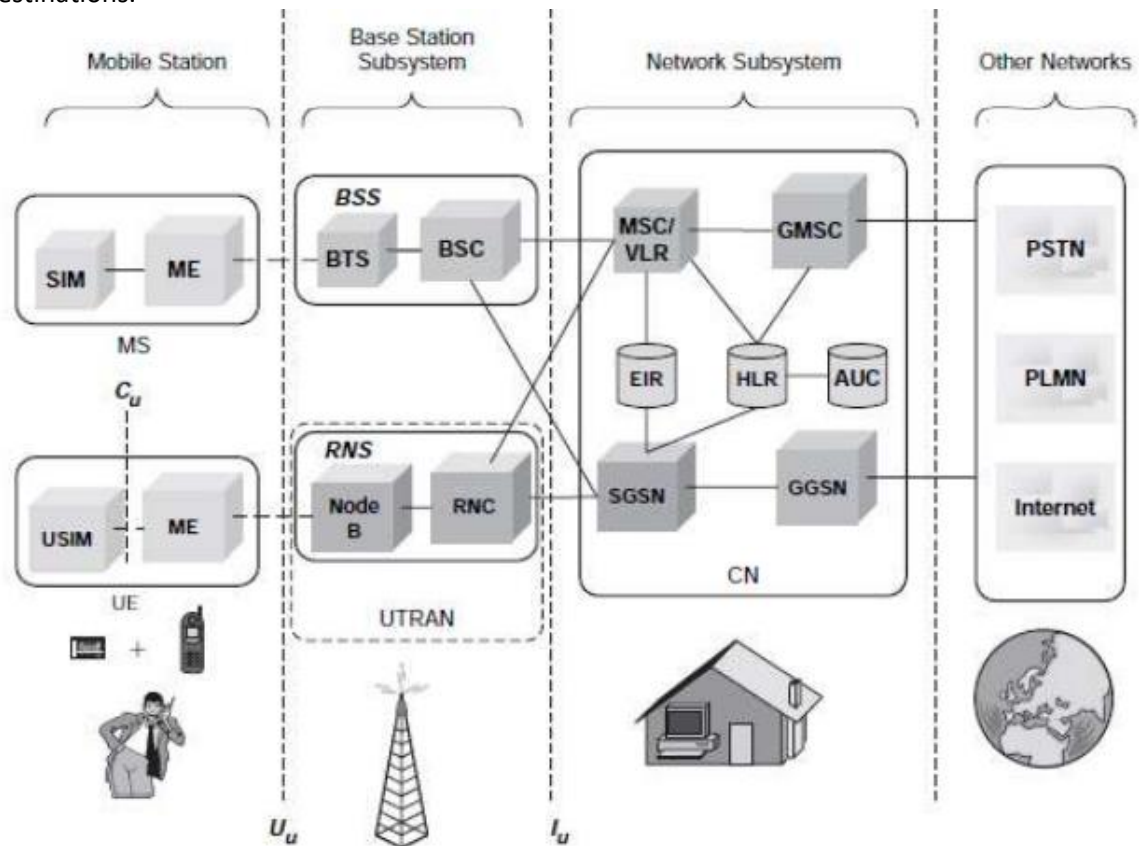 estinations.
Mobile Station
Base Station
Subsystem
Network Subsystem
Other Networks
BSS
SIM
ME
BTS
BSC
MSC/
VLR
GMSC
PSTN
MS
EIR
HLR
AUC
PLMN
Cu
RNS
USIM
ME
Node
B
RNC
SGSN
GGSN
Internet
UE
UTRAN
CN
+
Uu
Iu